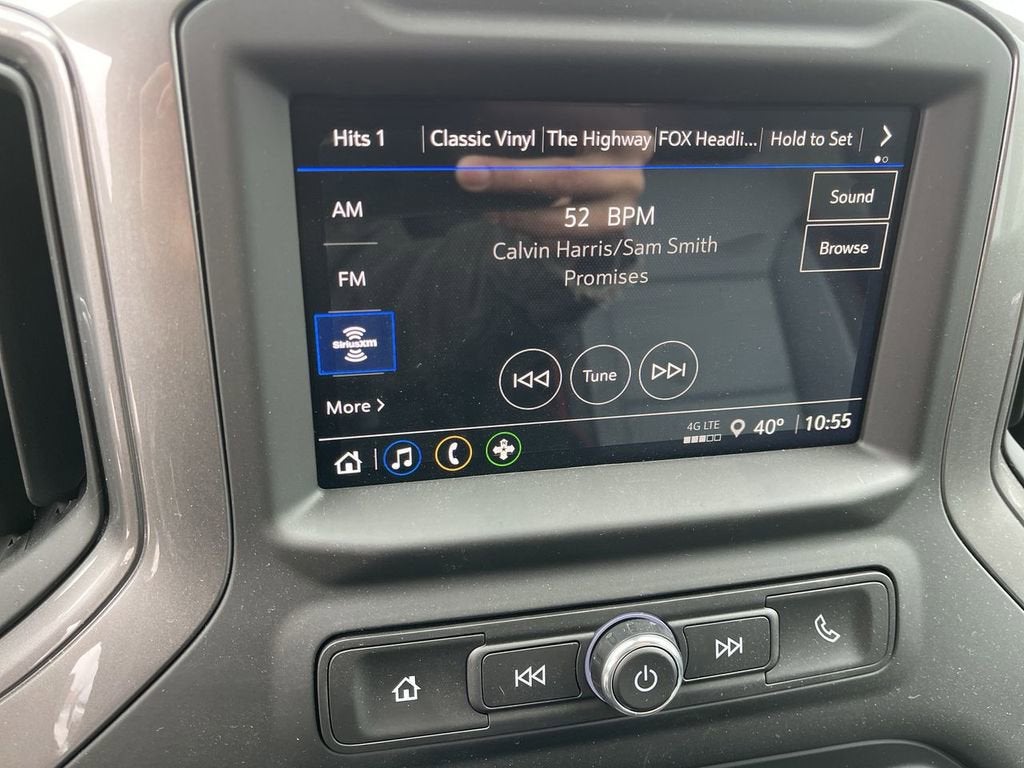 Hits 1 Classic Vinyl The Highway FOX Headli... Hold to Set
AM
52 BPM
Sound
Calvin Harris/Sam Smith
Browse
Promises
FM
SiriusXM
Tune
More
4G LTE 40° 10:55